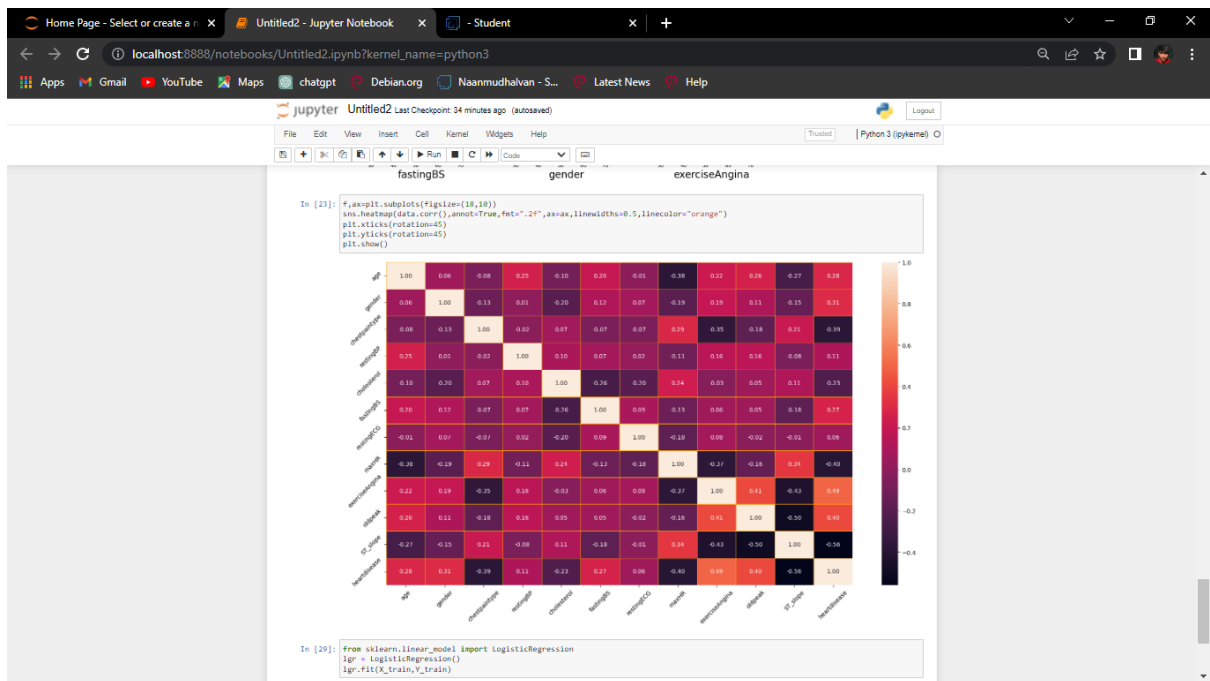 Home Page - Select or create a n
Untitled2 - Jupyter Notebook
- Student
localhost:8888/notebooks/Untitled2.ipynb?kernel_name=python3
Apps Gmail YouTube Maps chatgpt Debian.org Naanmudhalvan - S... Latest News Help
jupyter Untitled2 Last Checkpoint: 34 minutes ago (autosaved)
Logout
File Edit View Insert Cell Kernel Widgets Help
Trusted Python 3 (ipykernel)
Run Code
fastingBS gender exerciseAngina
In [23]: f,ax=plt.subplots(figsize=(18,10))
sns.heatmap(data.corr(),annot=True,fmt=".2f",ax=ax,linewidths=0.5,linecolor="orange")
plt.xticks(rotation=45)
plt.yticks(rotation=45)
plt.show()
age 1.00 0.06 -0.08 0.25 -0.10 0.20 -0.01 -0.38 0.22 0.26 -0.27 0.28
gender 0.06 1.00 -0.13 0.01 -0.20 0.12 0.07 -0.19 0.19 0.11 -0.15 0.31
chestpaintype -0.08 -0.13 1.00 -0.02 0.07 -0.07 -0.07 0.29 -0.35 -0.18 0.21 -0.39
restingBP 0.25 0.01 -0.02 1.00 0.10 0.07 0.02 -0.11 0.16 0.16 -0.08 0.11
cholesterol -0.10 -0.20 0.07 0.10 1.00 -0.26 -0.20 0.24 -0.03 0.05 0.11 -0.23
fastingBS 0.20 0.12 -0.07 0.07 -0.26 1.00 -0.13 0.06 0.05 -0.18 0.27
restingECG -0.01 0.07 -0.07 0.02 -0.20 0.09 1.00 -0.18 0.08 -0.02 -0.01 0.06
maxHR -0.38 -0.19 0.29 -0.11 0.24 -0.13 -0.18 1.00 -0.37 -0.16 0.34 -0.40
exerciseAngina 0.22 0.19 -0.35 0.16 -0.03 0.06 0.08 -0.37 1.00 0.41 -0.43 0.49
oldpeak 0.26 0.11 -0.18 0.16 0.05 0.05 -0.02 -0.16 0.41 1.00 -0.50 0.40
ST_slope -0.27 -0.15 0.21 -0.08 0.11 -0.18 -0.01 0.34 -0.43 -0.50 1.00 -0.56
heartdisease 0.28 0.31 -0.39 0.11 -0.23 0.27 0.06 -0.40 0.49 0.40 -0.56 1.00
age gender chestpaintype restingBP cholesterol fastingBS restingECG maxHR exerciseAngina oldpeak ST_slope heartdisease
1.0
0.8
0.6
0.4
0.2
0.0
-0.2
-0.4
In [29]: from sklearn.linear_model import LogisticRegression
lgr = LogisticRegression()
lgr.fit(X_train,Y_train)